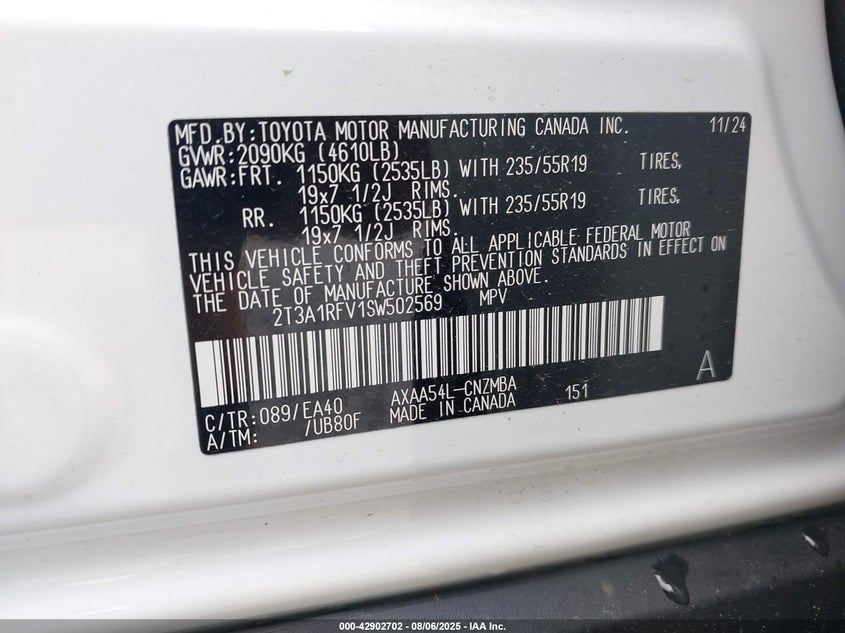 MFD.BY:TOYOTA MOTOR MANUFACTURING CANADA INC. 11/24
GVWR:2090KG (4610LB)
GAWR:FRT. 1150KG (2535LB) WITH 235/55R19 TIRES,
19x7 1/2J RIMS.
RR. 1150KG (2535LB) WITH 235/55R19 TIRES,
19x7 1/2J RIMS.
THIS VEHICLE CONFORMS TO ALL APPLICABLE FEDERAL MOTOR
VEHICLE SAFETY AND THEFT PREVENTION STANDARDS IN EFFECT ON
THE DATE OF MANUFACTURE SHOWN ABOVE.
2T3A1RFV1SW502569 MPV
A
C/TR:089/EA40 AXAA54L-CNZMBA 151
A/TM: /UB80F MADE IN CANADA
000-42902702 - 08/06/2025 - IAA Inc.